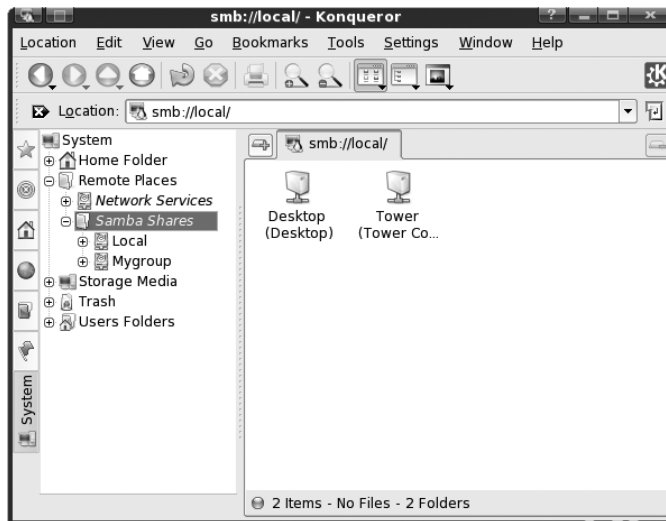 smb://local/ - Konqueror
Location Edit View Go Bookmarks Tools Settings Window Help
Location: smb://local/
System
Home Folder
Remote Places
Network Services
Samba Shares
Local
Mygroup
Storage Media
Trash
Users Folders
System
smb://local/
Desktop
(Desktop)
Tower
(Tower Co...
2 Items - No Files - 2 Folders